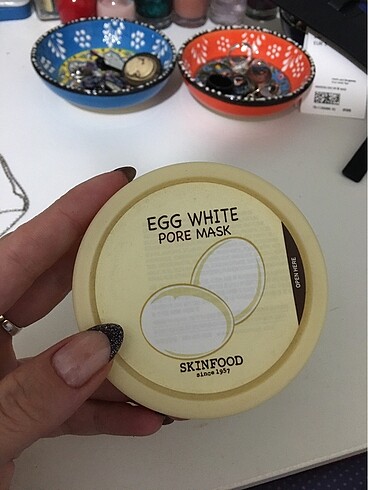 EGG WHITE
PORE MASK
OPEN HERE
SKINFOOD
since 1957